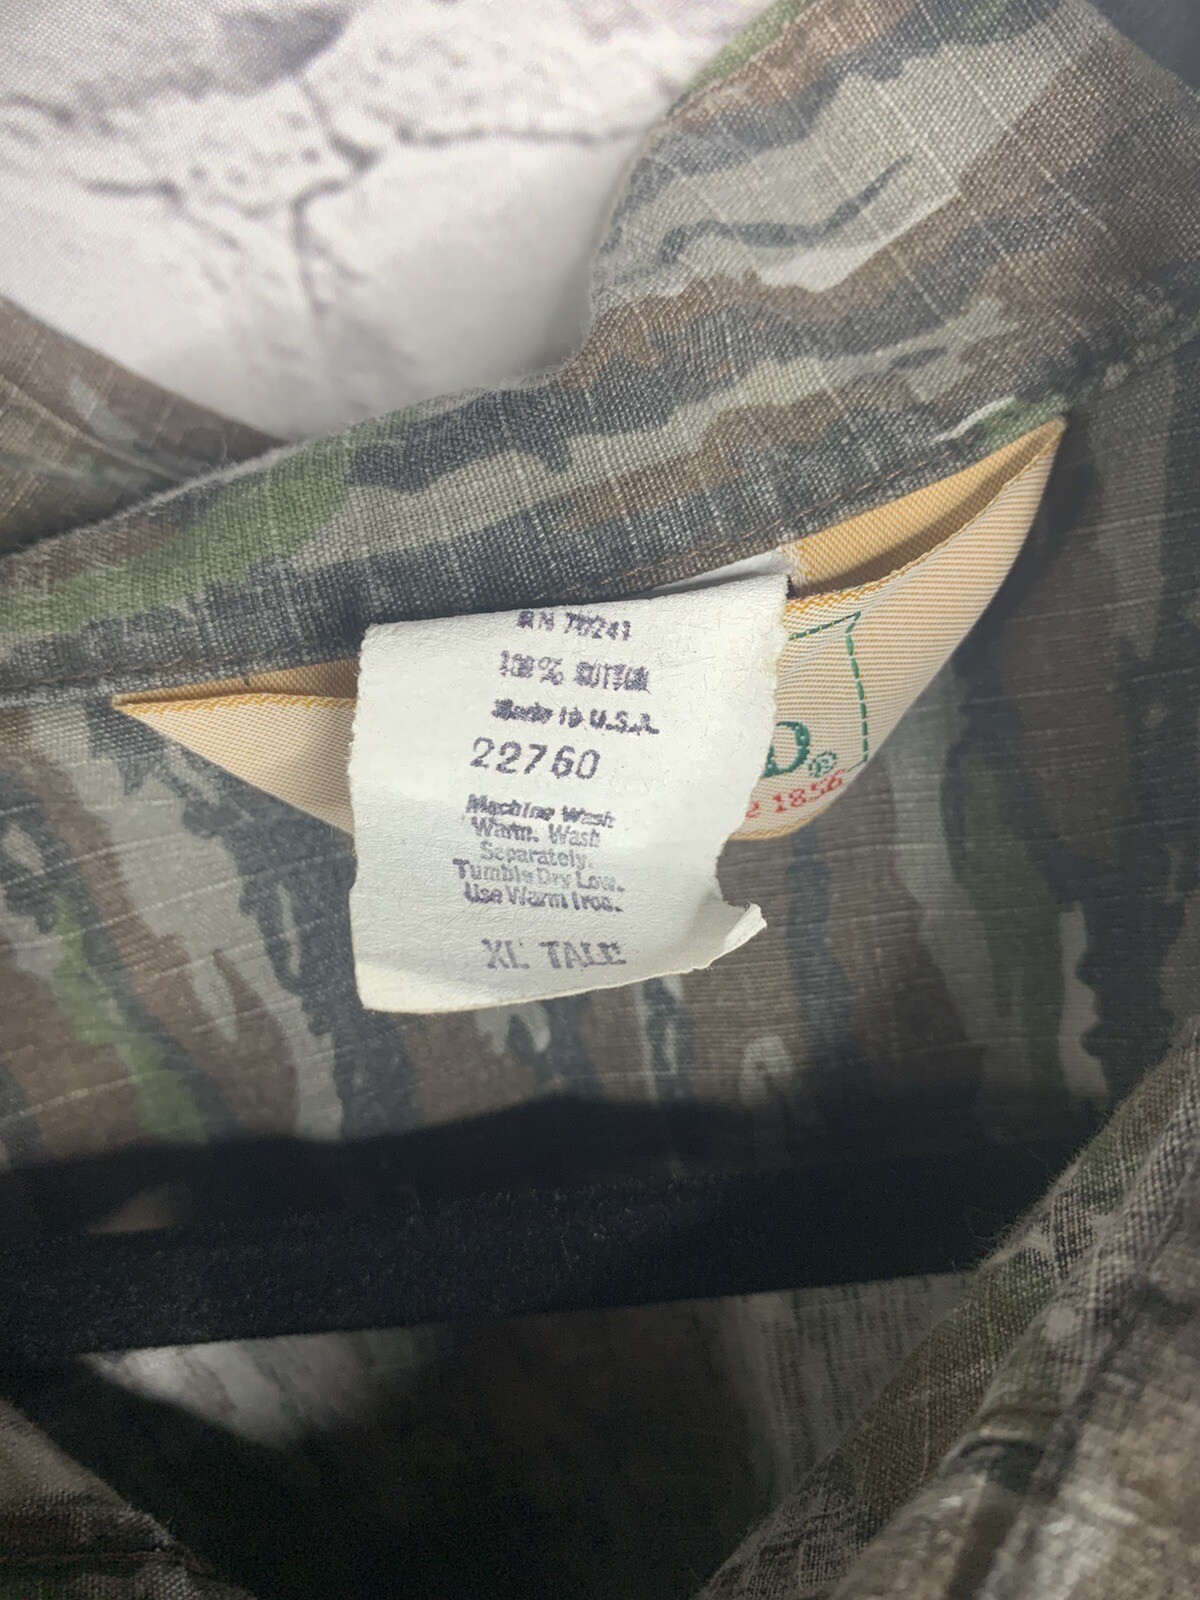 RN 70241
100% COTTON
Made in U.S.A.
22760
Machine Wash
Warm. Wash
Separately.
Tumble Dry Low.
Use Warm Iron.
XL TALL
D®
e 1856